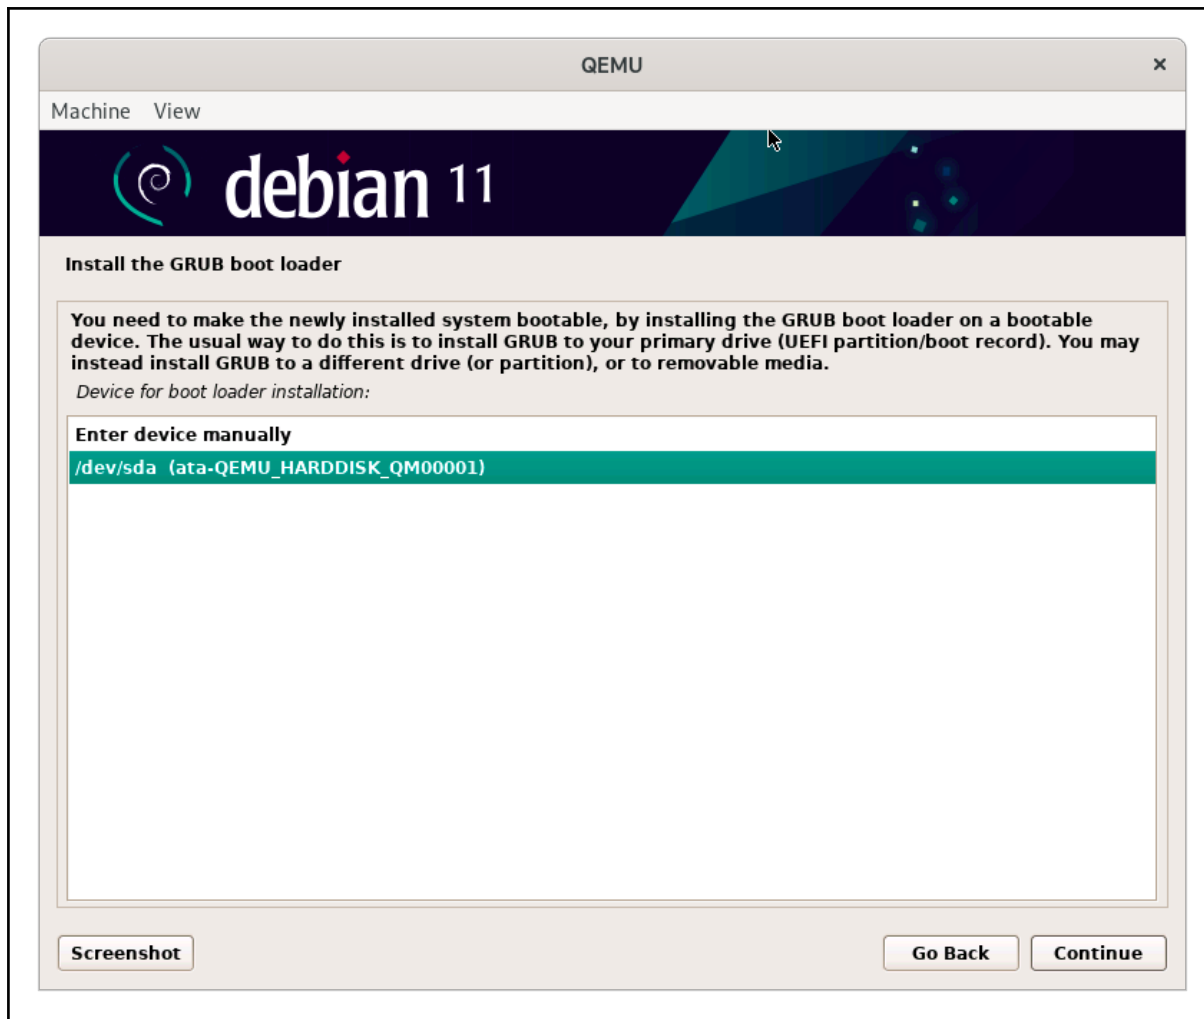 QEMU
Machine View
debian 11
Install the GRUB boot loader
You need to make the newly installed system bootable, by installing the GRUB boot loader on a bootable
device. The usual way to do this is to install GRUB to your primary drive (UEFI partition/boot record). You may
instead install GRUB to a different drive (or partition), or to removable media.
Device for boot loader installation:
Enter device manually
/dev/sda (ata-QEMU_HARDDISK_QM00001)
Screenshot Go Back Continue